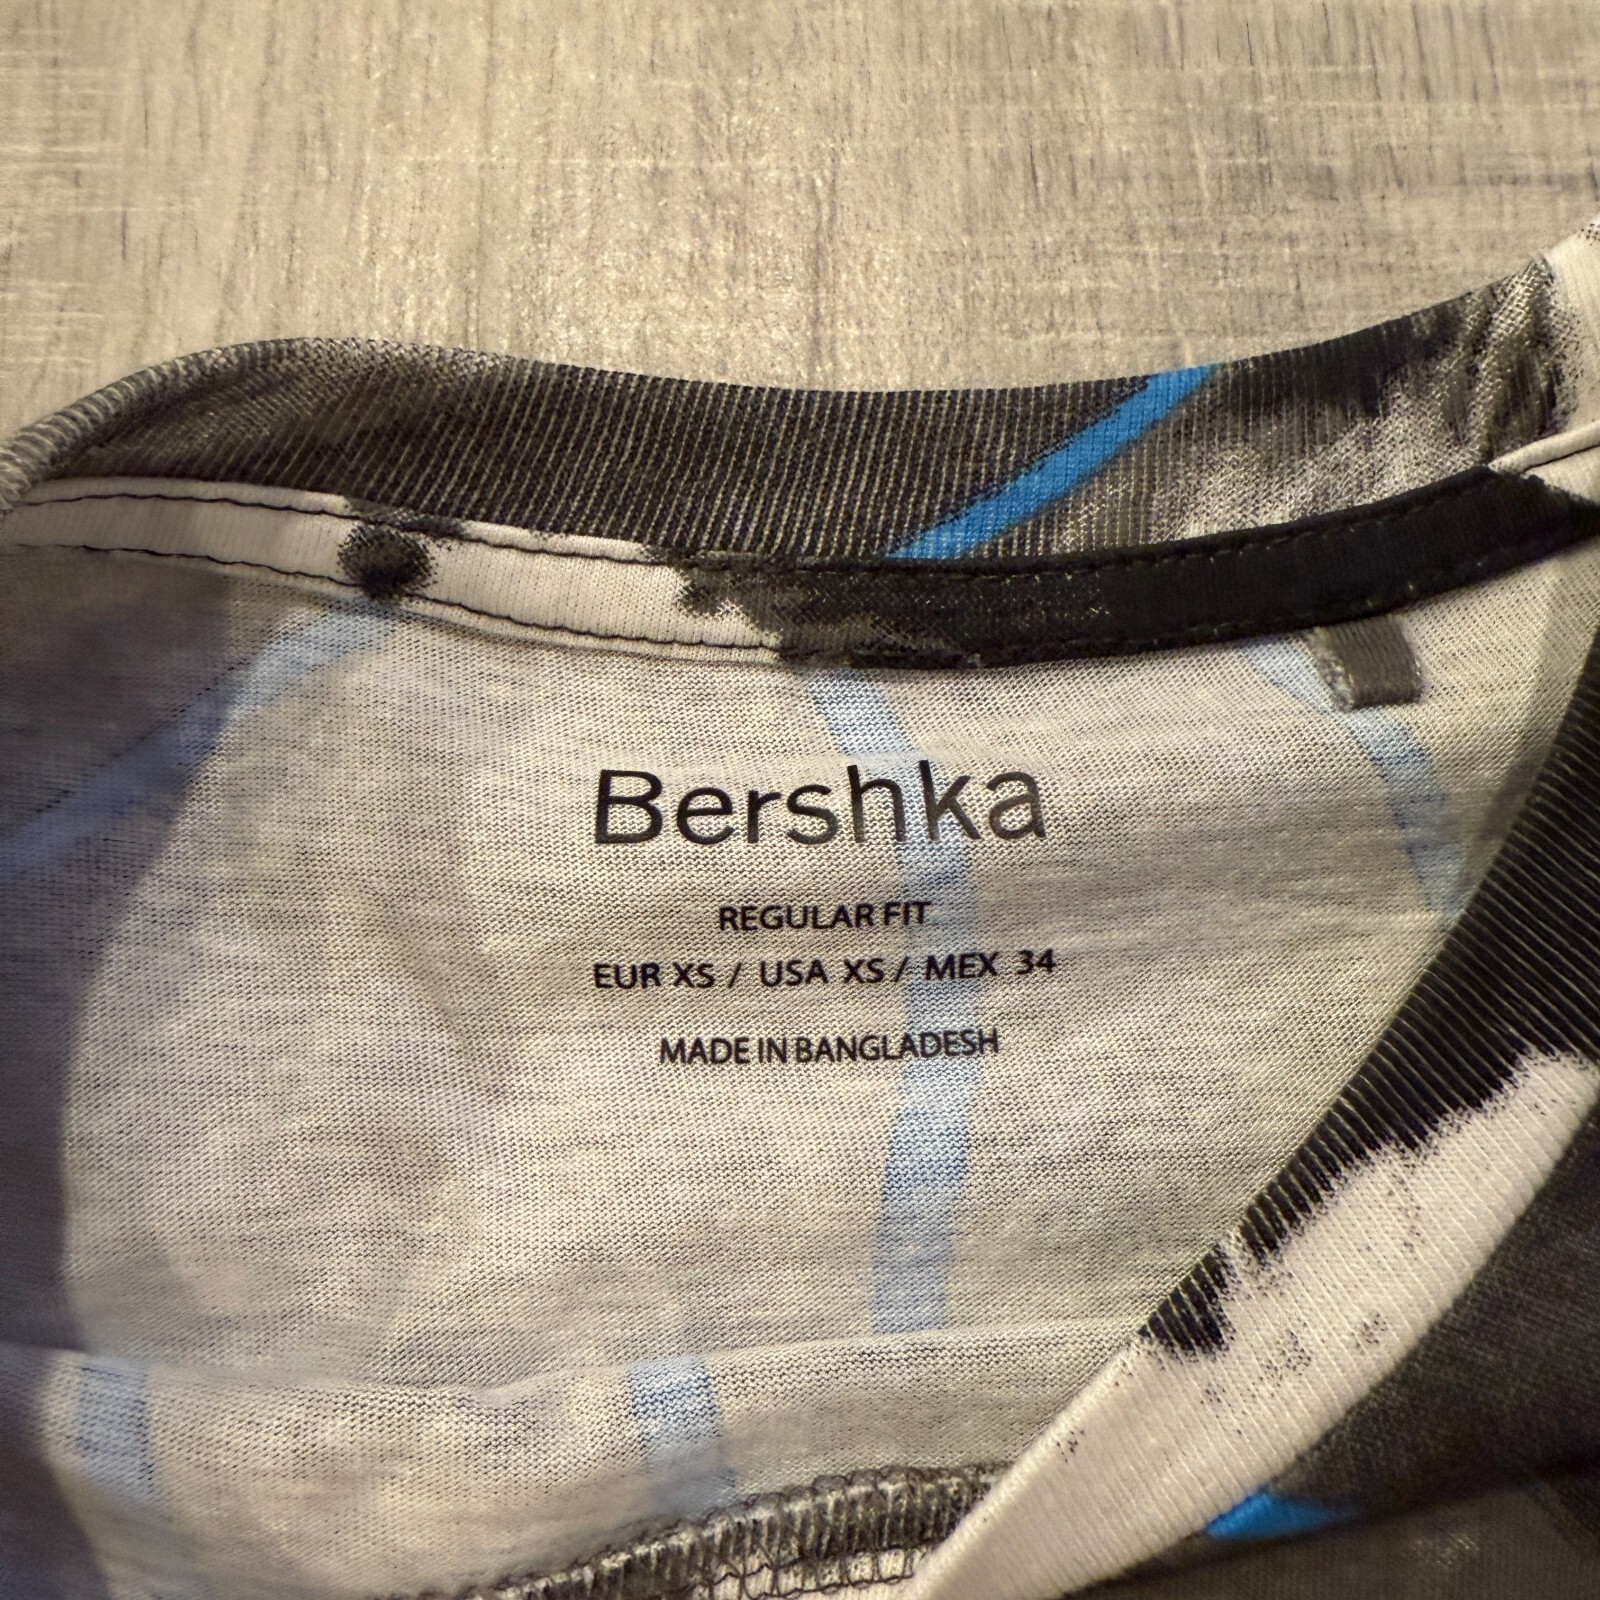 Bershka
REGULAR FIT
EUR XS / USA XS / MEX 34
MADE IN BANGLADESH